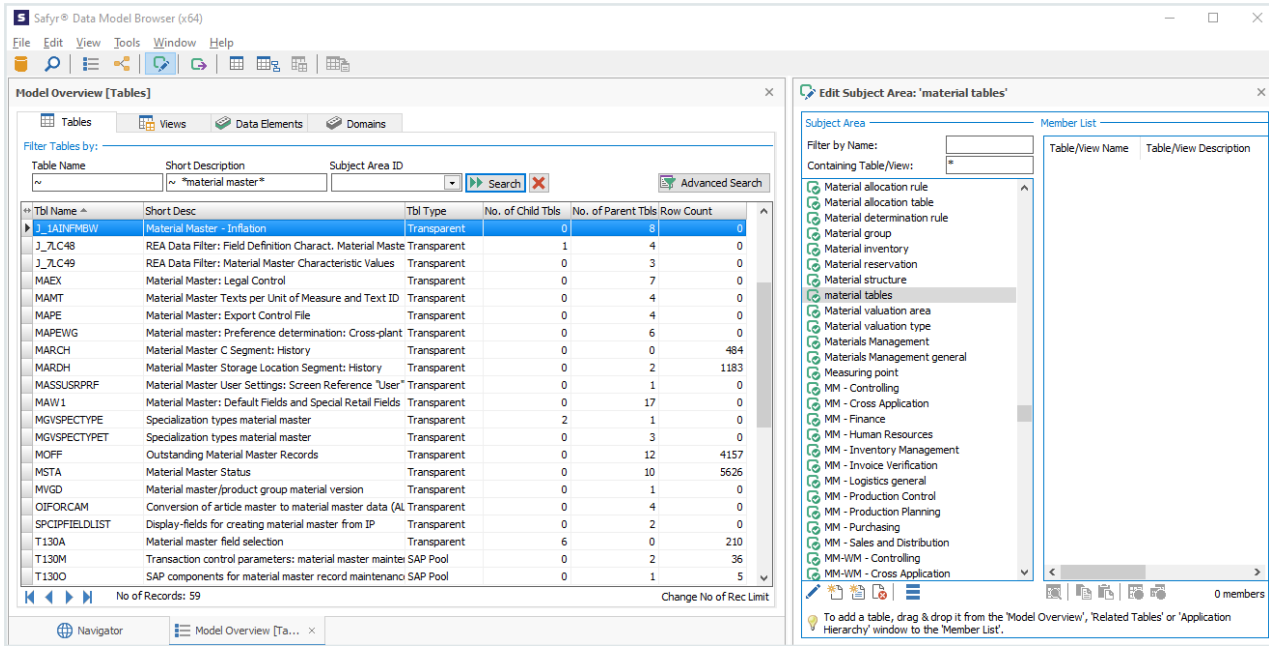 S Safyr® Data Model Browser (x64)
File Edit View Tools Window Help
Model Overview [Tables]
Tables Views Data Elements Domains
Filter Tables by:
Table Name Short Description Subject Area ID
~ ~ *material master* Search Advanced Search
Tbl Name Short Desc Tbl Type No. of Child Tbls No. of Parent Tbls Row Count
J_1AINFMBW Material Master - Inflation Transparent 0 8 0
J_7LC48 REA Data Filter: Field Definition Charact. Material Maste Transparent 1 4 0
J_7LC49 REA Data Filter: Material Master Characteristic Values Transparent 0 3 0
MAEX Material Master: Legal Control Transparent 0 7 0
MAMT Material Master Texts per Unit of Measure and Text ID Transparent 0 4 0
MAPE Material Master: Export Control File Transparent 0 4 0
MAPEWG Material master: Preference determination: Cross-plant Transparent 0 6 0
MARCH Material Master C Segment: History Transparent 0 0 484
MARDH Material Master Storage Location Segment: History Transparent 0 2 1183
MASSUSRPRF Material Master User Settings: Screen Reference "User" Transparent 0 1 0
MAW1 Material Master: Default Fields and Special Retail Fields Transparent 0 17 0
MGVSPECTYPE Specialization types material master Transparent 2 1 0
MGVSPECTYPET Specialization types material master Transparent 0 3 0
MOFF Outstanding Material Master Records Transparent 0 12 4157
MSTA Material Master Status Transparent 0 10 5626
MVGD Material master/product group material version Transparent 0 1 0
OIFORCAM Conversion of article master to material master data (AL Transparent 0 4 0
SPCIPFIELDLIST Display-fields for creating material master from IP Transparent 0 2 0
T130A Material master field selection Transparent 6 0 210
T130M Transaction control parameters: material master mainter SAP Pool 0 2 36
T130O SAP components for material master record maintenanc SAP Pool 0 1 5
No of Records: 59 Change No of Rec Limit
Navigator Model Overview [Ta...
Edit Subject Area: 'material tables'
Subject Area
Filter by Name:
Containing Table/View: *
Material allocation rule
Material allocation table
Material determination rule
Material group
Material inventory
Material reservation
Material structure
material tables
Material valuation area
Material valuation type
Materials Management
Materials Management general
Measuring point
MM - Controlling
MM - Cross Application
MM - Finance
MM - Human Resources
MM - Inventory Management
MM - Invoice Verification
MM - Logistics general
MM - Production Control
MM - Production Planning
MM - Purchasing
MM - Sales and Distribution
MM-WM - Controlling
MM-WM - Cross Application
Member List
Table/View Name Table/View Description
0 members
To add a table, drag & drop it from the 'Model Overview', 'Related Tables' or 'Application
Hierarchy' window to the 'Member List'.